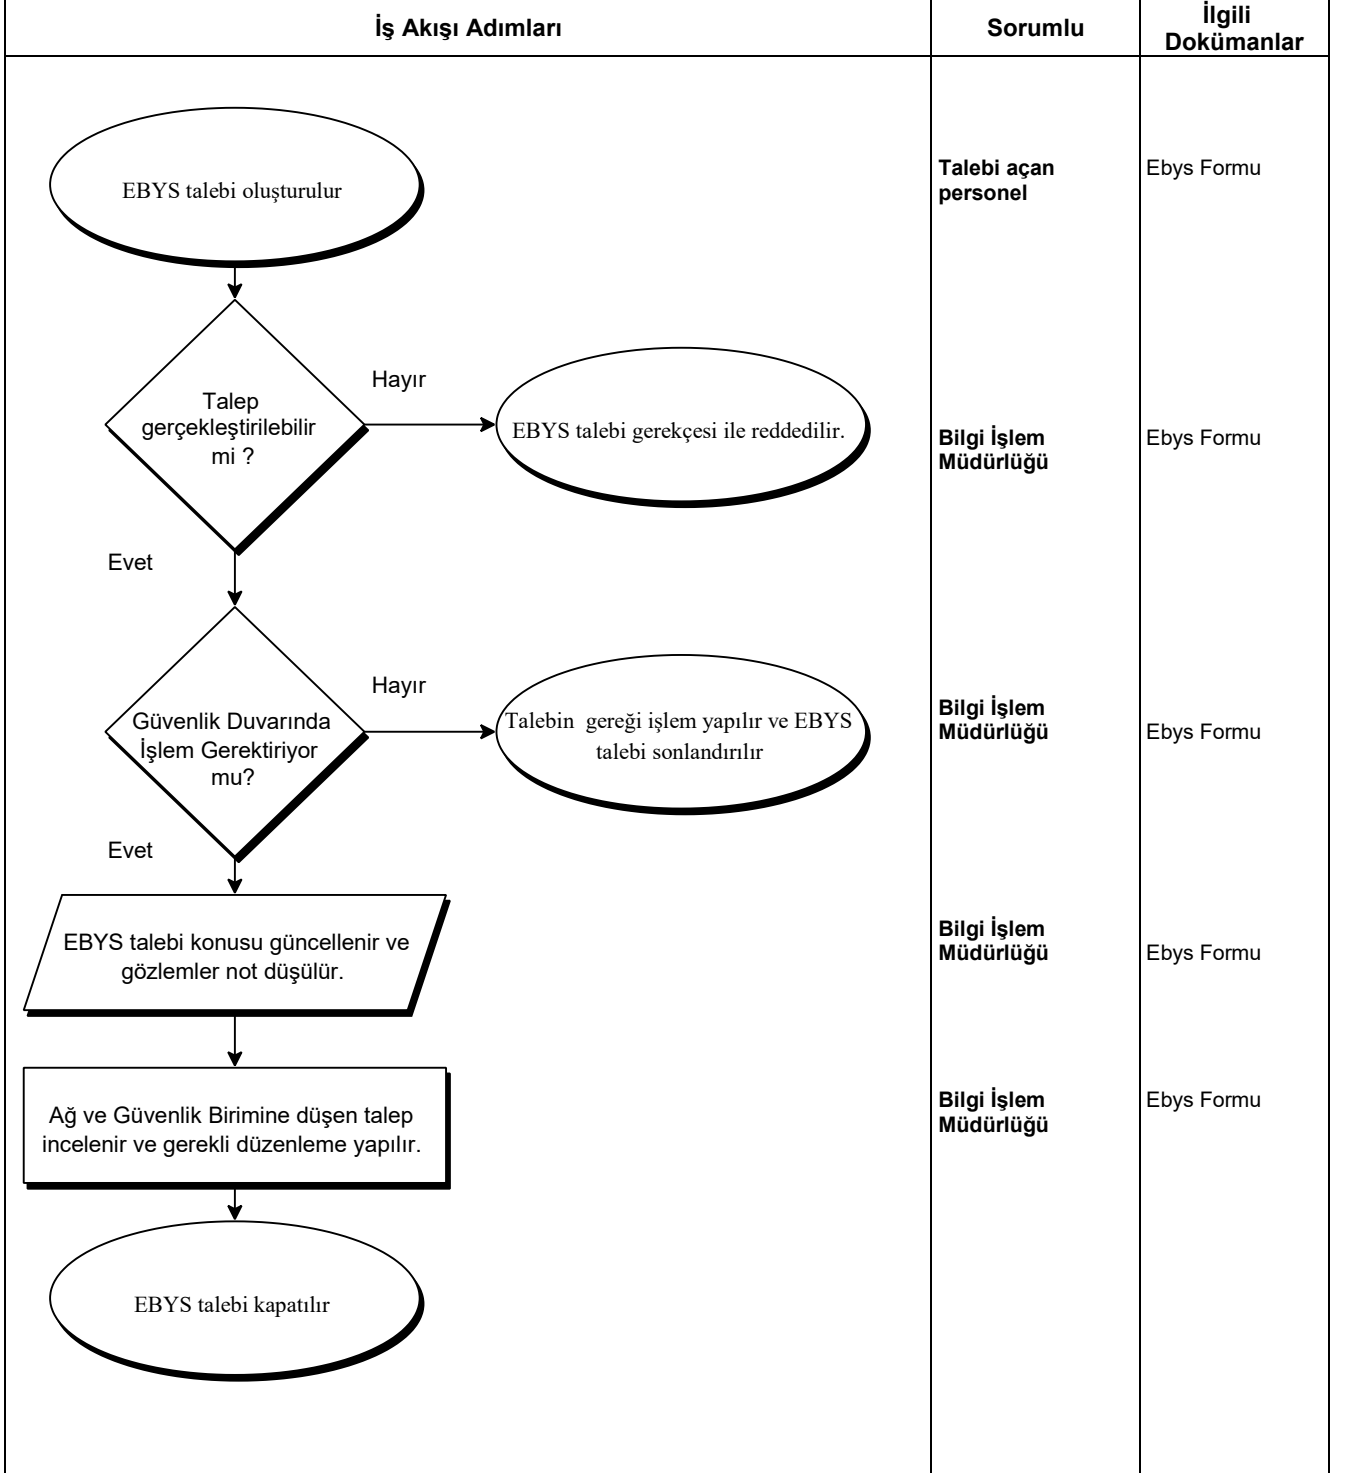 İş Akışı Adımları
Sorumlu
İlgili
Dokümanlar
EBYS talebi oluşturulur
Talebi açan
personel
Ebys Formu
Hayır
Talep
gerçekleştirilebilir
mi ?
EBYS talebi gerekçesi ile reddedilir.
Bilgi İşlem
Müdürlüğü
Ebys Formu
Evet
Hayır
Güvenlik Duvarında
İşlem Gerektiriyor
mu?
Talebin  gereği işlem yapılır ve EBYS
talebi sonlandırılır
Bilgi İşlem
Müdürlüğü
Ebys Formu
Evet
EBYS talebi konusu güncellenir ve
gözlemler not düşülür.
Bilgi İşlem
Müdürlüğü
Ebys Formu
Ağ ve Güvenlik Birimine düşen talep
incelenir ve gerekli düzenleme yapılır.
Bilgi İşlem
Müdürlüğü
Ebys Formu
EBYS talebi kapatılır